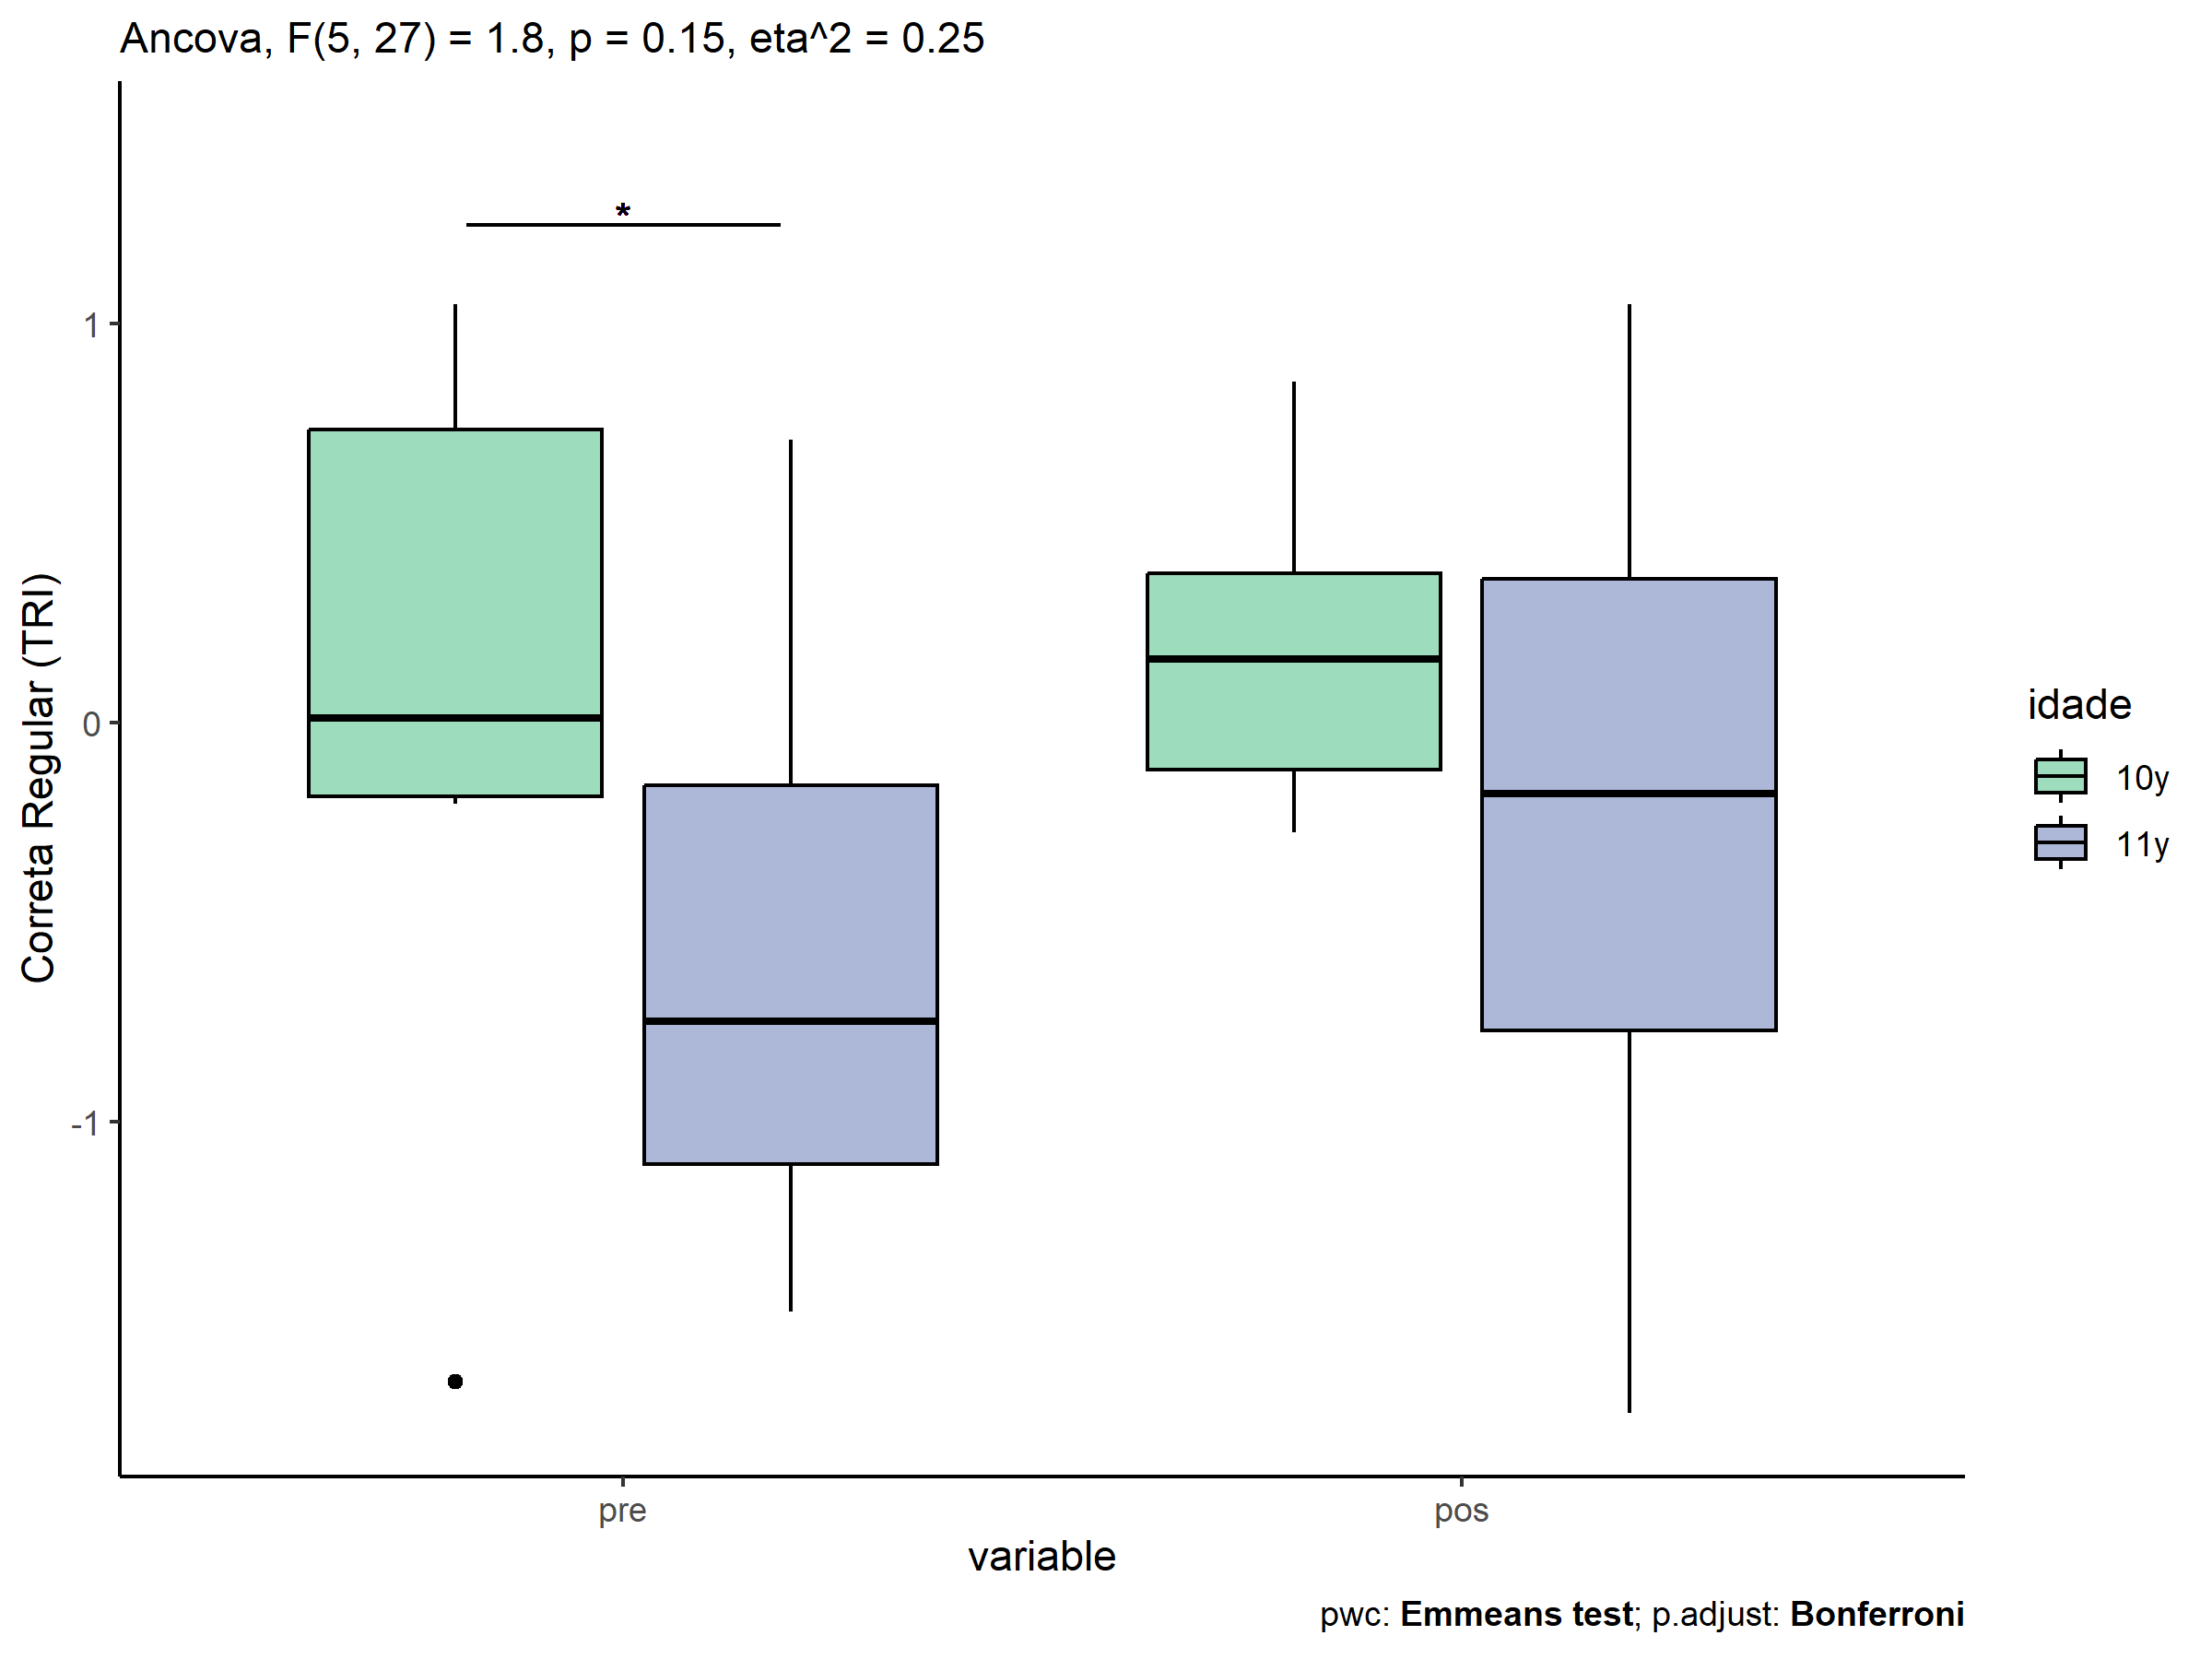 Ancova, F(5, 27) = 1.8, p = 0.15, eta^2 = 0.25
*
Correta Regular (TRI)
1
0
-1
pre
pos
variable
idade
10y
11y
pwc: Emmeans test; p.adjust: Bonferroni